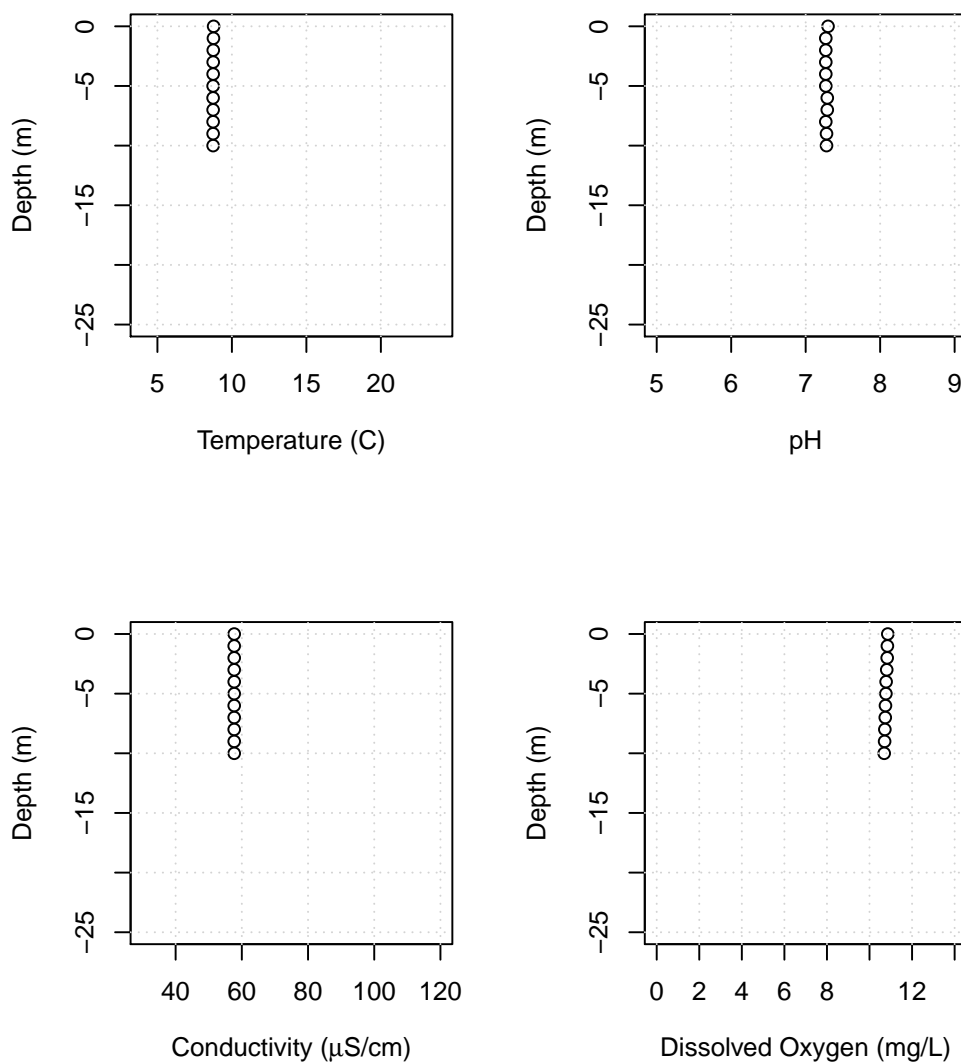 0
−5
−15
−25
Depth (m)
5 10 15 20
Temperature (C)
0
−5
−15
−25
Depth (m)
5 6 7 8 9
pH
0
−5
−15
−25
Depth (m)
40 60 80 100 120
Conductivity (μS/cm)
0
−5
−15
−25
Depth (m)
0 2 4 6 8 12
Dissolved Oxygen (mg/L)